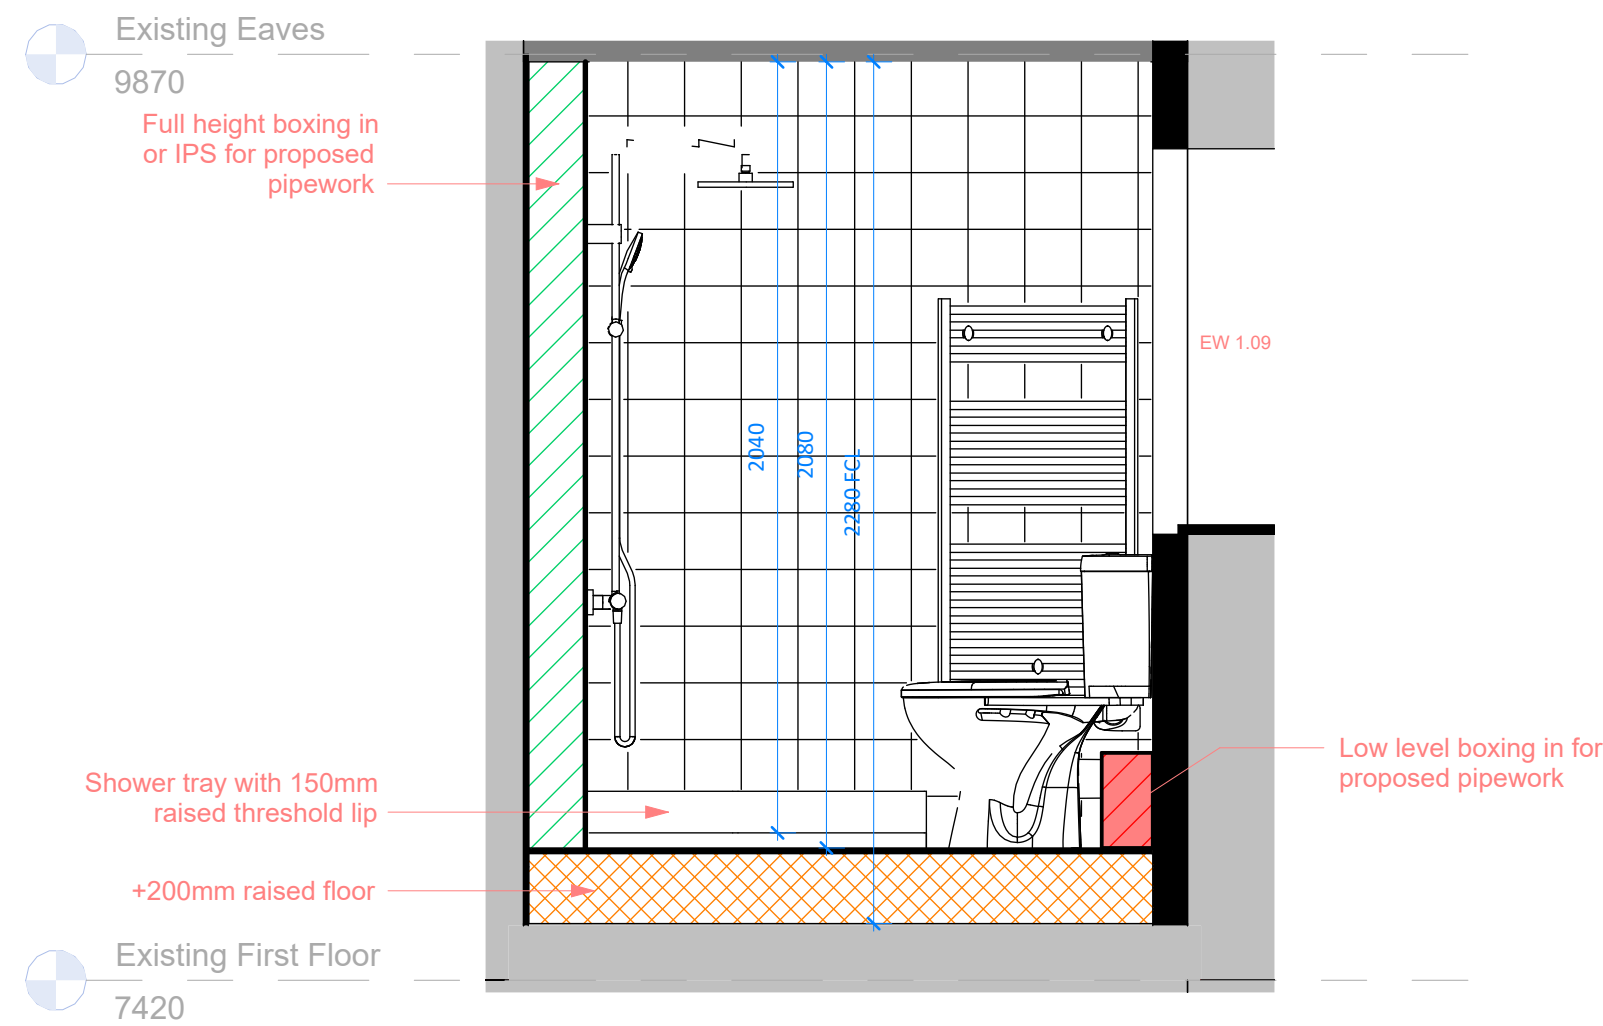 Existing Eaves
9870
Full height boxing in
or IPS for proposed
pipework
EW 1.09
2040
2080
2280 FCL
Low level boxing in for
proposed pipework
Shower tray with 150mm
raised threshold lip
+200mm raised floor
Existing First Floor
7420